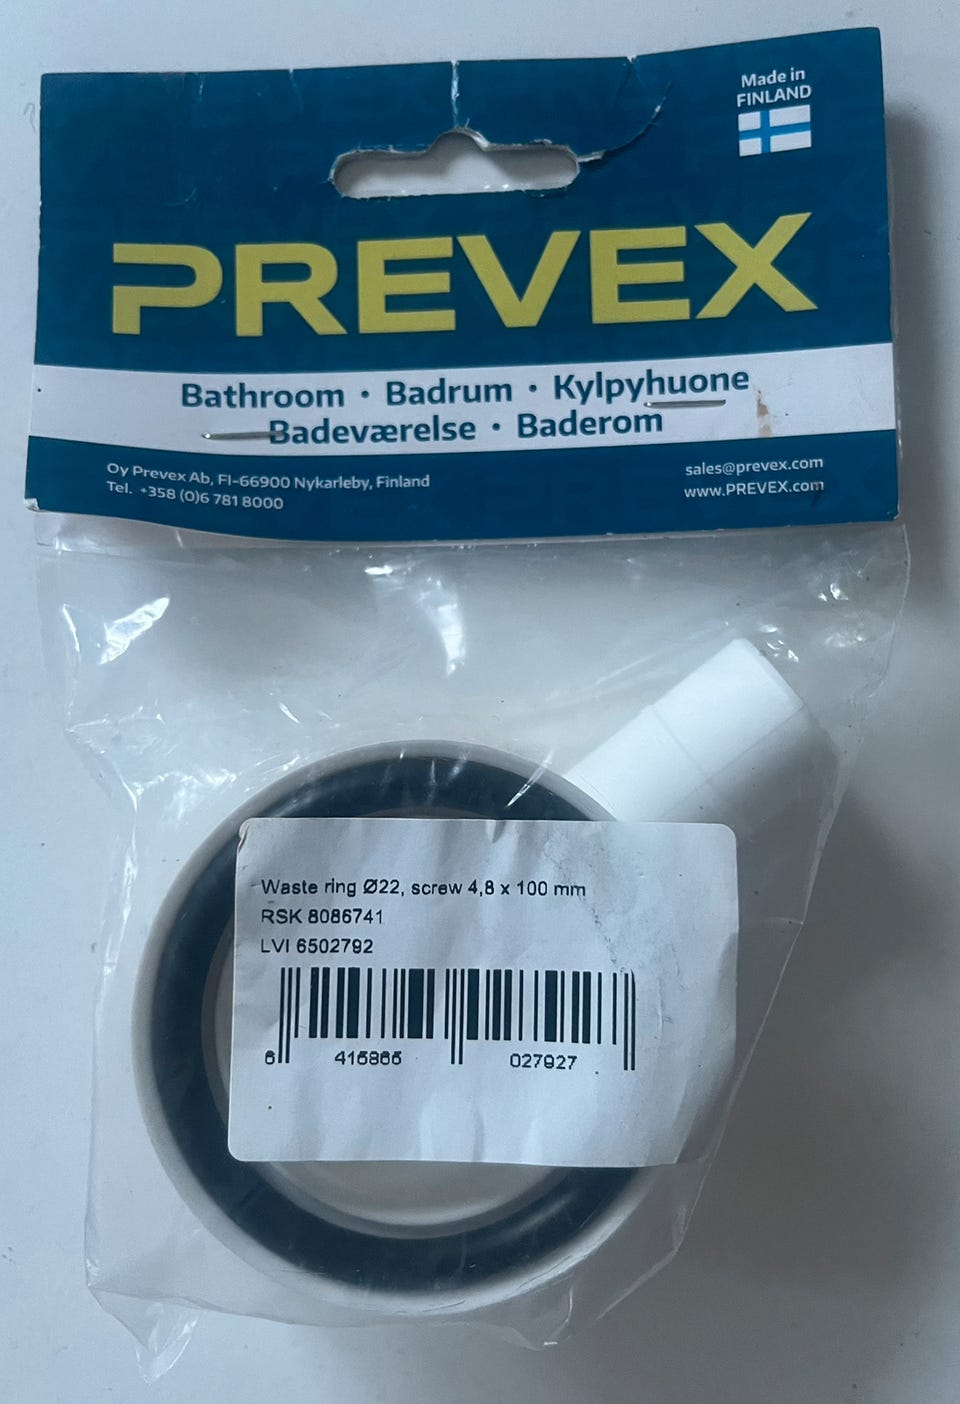 Made in
FINLAND
PREVEX
Bathroom • Badrum • Kylpyhuone
Badeværelse • Baderom
Oy Prevex Ab, FI-66900 Nykarleby, Finland
Tel. +358 (0)6 781 8000
sales@prevex.com
www.PREVEX.com
Waste ring Ø22, screw 4,8 x 100 mm
RSK 8086741
LVI 6502792
6 415865 027927